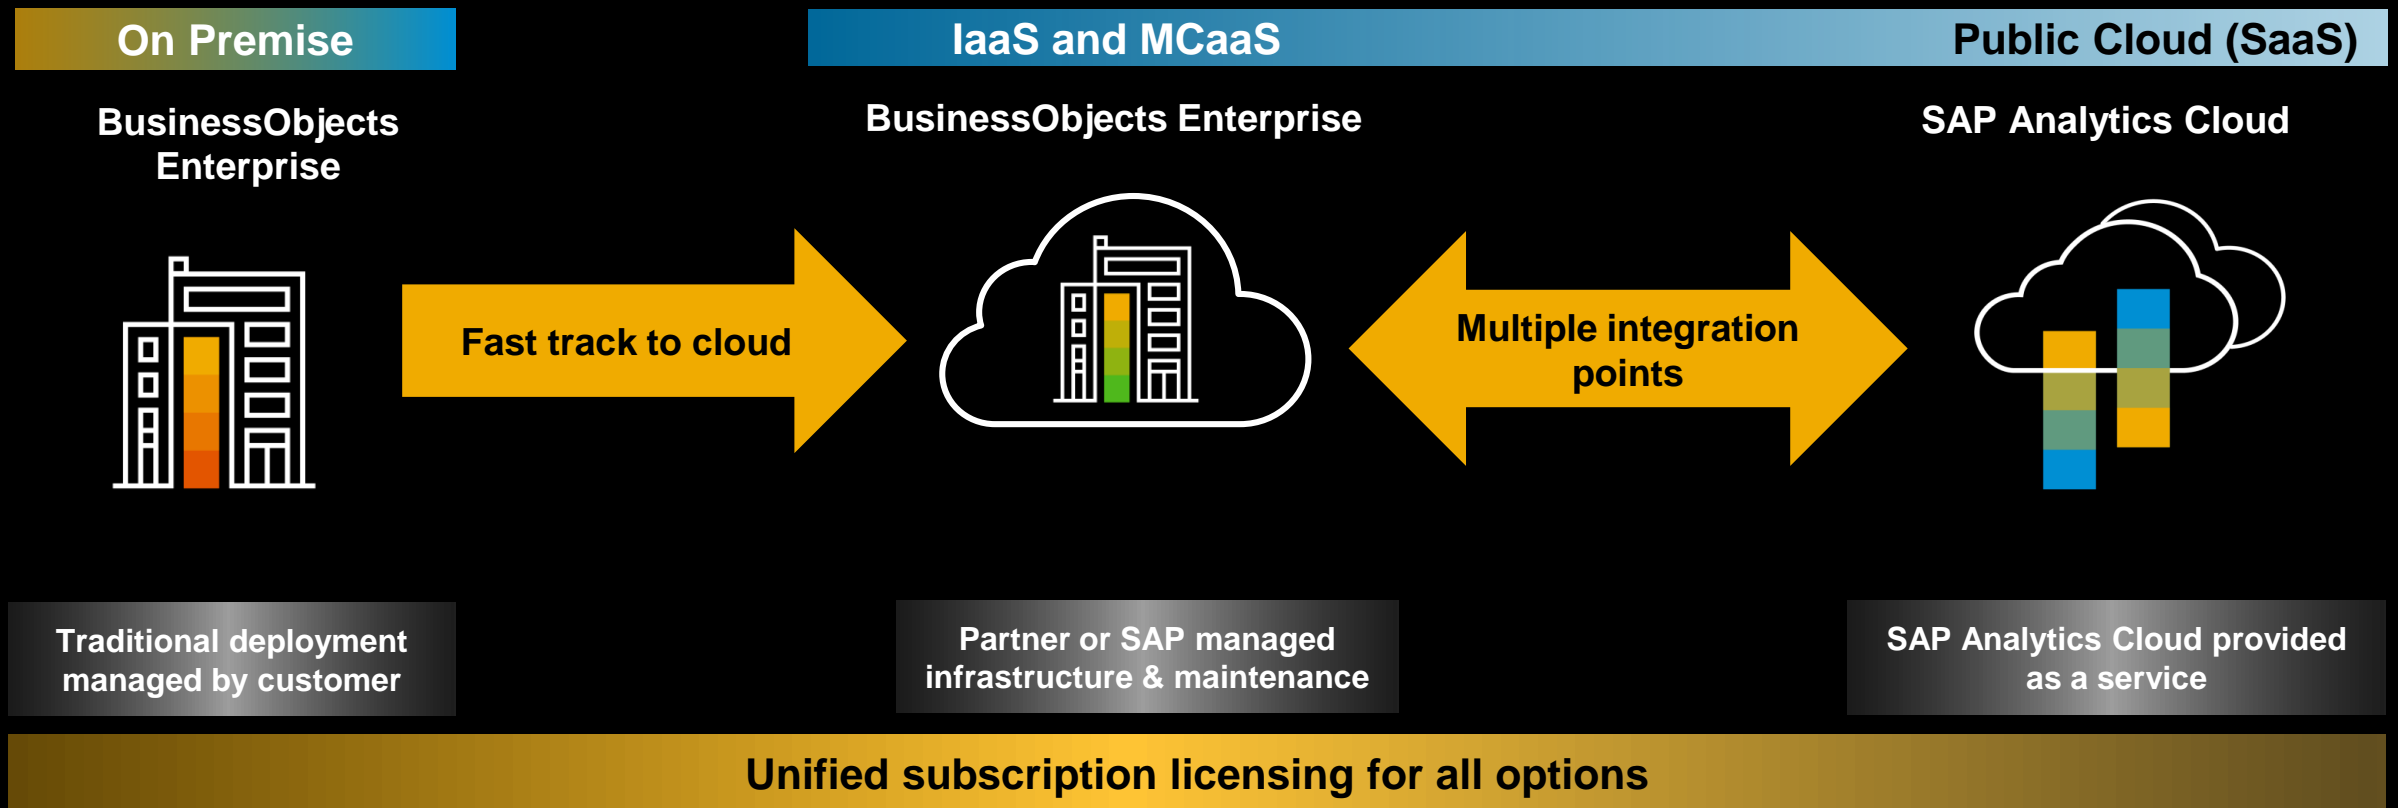 On Premise
IaaS and MCaaS
Public Cloud (SaaS)
BusinessObjects
Enterprise
BusinessObjects Enterprise
SAP Analytics Cloud
Fast track to cloud
Multiple integration
points
Traditional deployment
managed by customer
Partner or SAP managed
infrastructure & maintenance
SAP Analytics Cloud provided
as a service
Unified subscription licensing for all options